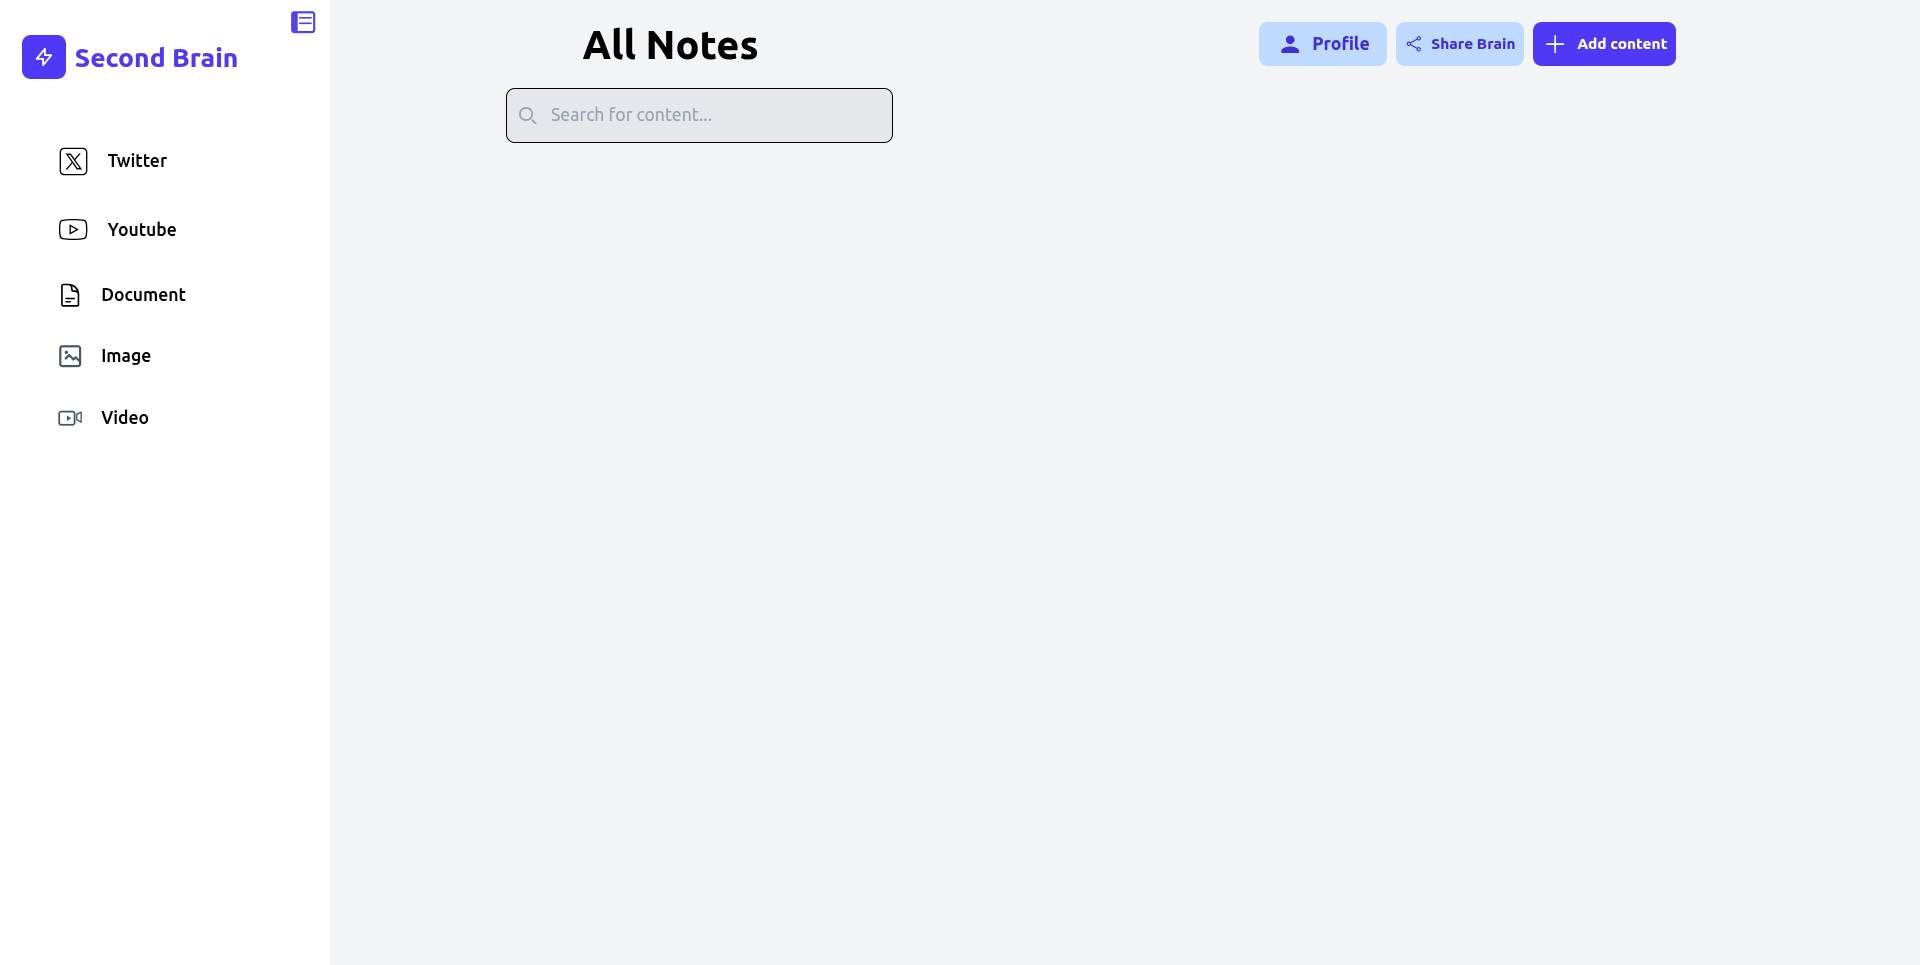 Second Brain
Twitter
Youtube
Document
Image
Video
All Notes
Search for content...
Profile
Share Brain
Add content